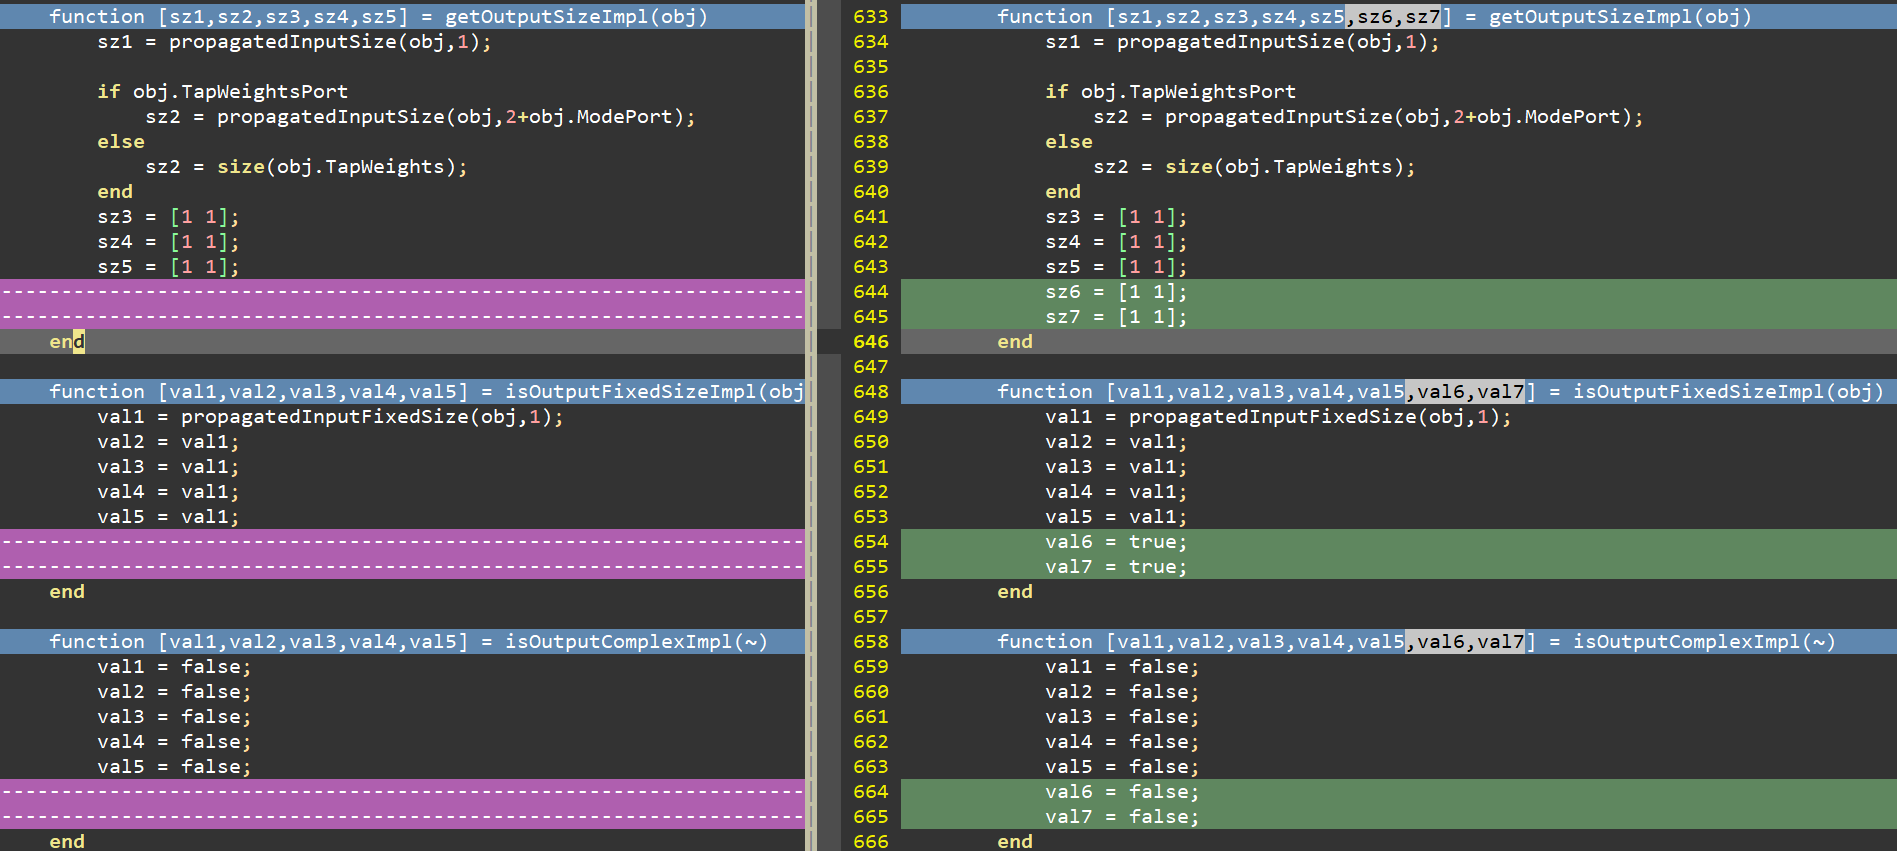 function [sz1,sz2,sz3,sz4,sz5] = getOutputSizeImpl(obj)
    sz1 = propagatedInputSize(obj,1);

    if obj.TapWeightsPort
        sz2 = propagatedInputSize(obj,2+obj.ModePort);
    else
        sz2 = size(obj.TapWeights);
    end
    sz3 = [1 1];
    sz4 = [1 1];
    sz5 = [1 1];
end

function [val1,val2,val3,val4,val5] = isOutputFixedSizeImpl(obj
    val1 = propagatedInputFixedSize(obj,1);
    val2 = val1;
    val3 = val1;
    val4 = val1;
    val5 = val1;
end

function [val1,val2,val3,val4,val5] = isOutputComplexImpl(~)
    val1 = false;
    val2 = false;
    val3 = false;
    val4 = false;
    val5 = false;
end

633 function [sz1,sz2,sz3,sz4,sz5,sz6,sz7] = getOutputSizeImpl(obj)
634     sz1 = propagatedInputSize(obj,1);
635
636     if obj.TapWeightsPort
637         sz2 = propagatedInputSize(obj,2+obj.ModePort);
638     else
639         sz2 = size(obj.TapWeights);
640     end
641     sz3 = [1 1];
642     sz4 = [1 1];
643     sz5 = [1 1];
644     sz6 = [1 1];
645     sz7 = [1 1];
646 end
647
648 function [val1,val2,val3,val4,val5,val6,val7] = isOutputFixedSizeImpl(obj)
649     val1 = propagatedInputFixedSize(obj,1);
650     val2 = val1;
651     val3 = val1;
652     val4 = val1;
653     val5 = val1;
654     val6 = true;
655     val7 = true;
656 end
657
658 function [val1,val2,val3,val4,val5,val6,val7] = isOutputComplexImpl(~)
659     val1 = false;
660     val2 = false;
661     val3 = false;
662     val4 = false;
663     val5 = false;
664     val6 = false;
665     val7 = false;
666 end